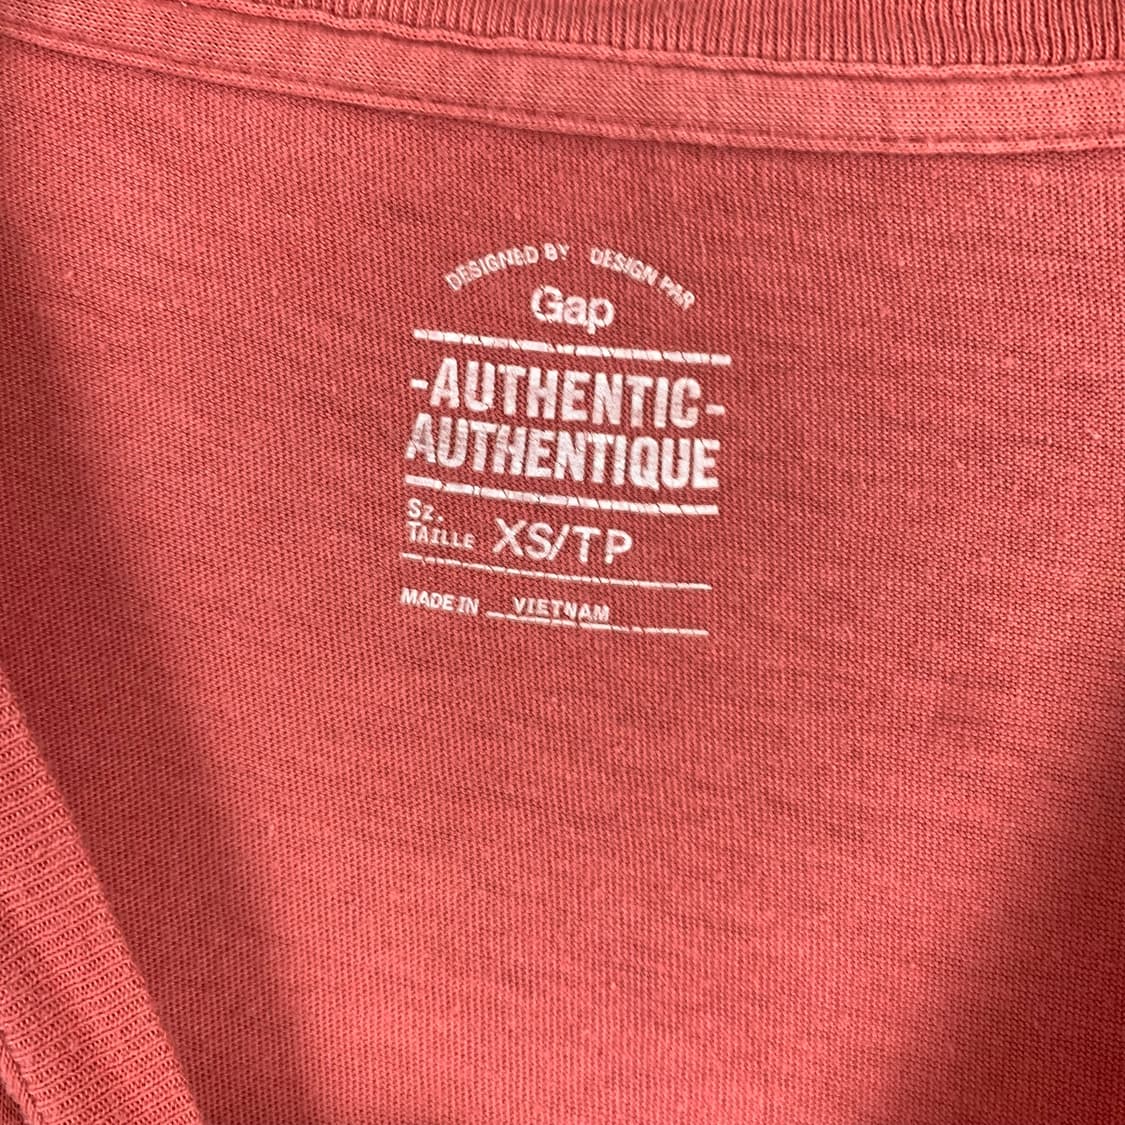 DESIGNED BY DESIGN PAR
Gap
-AUTHENTIC-
AUTHENTIQUE
Sz.
TAILLE XS/TP
MADE IN VIETNAM